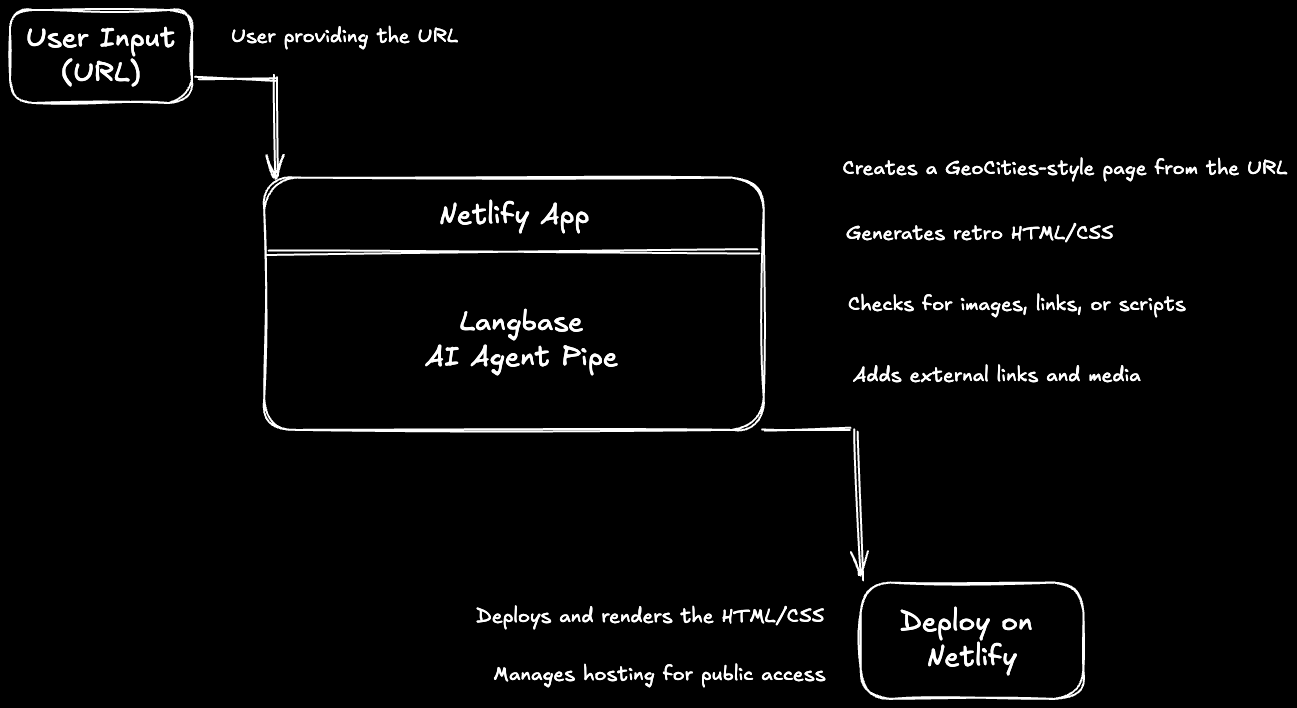 User Input
(URL)
User providing the URL
Netlify App
Langbase
AI Agent Pipe
Creates a GeoCities-style page from the URL
Generates retro HTML/CSS
Checks for images, links, or scripts
Adds external links and media
Deploys and renders the HTML/CSS
Manages hosting for public access
Deploy on
Netlify